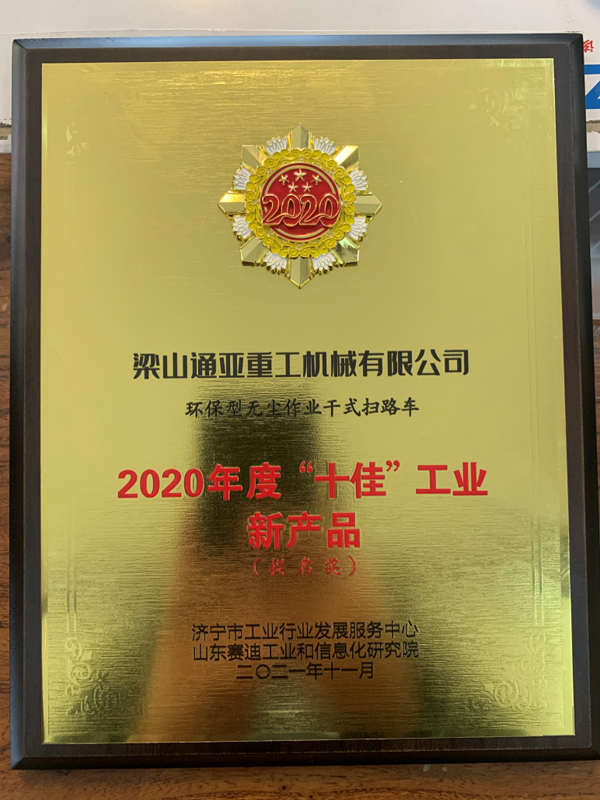 2020
梁山通亚重工机械有限公司
环保型无尘作业干式扫路车
2020年度“十佳”工业
新产品
(提名奖)
济宁市工业行业发展服务中心
山东赛迪工业和信息化研究院
二〇二一年十一月